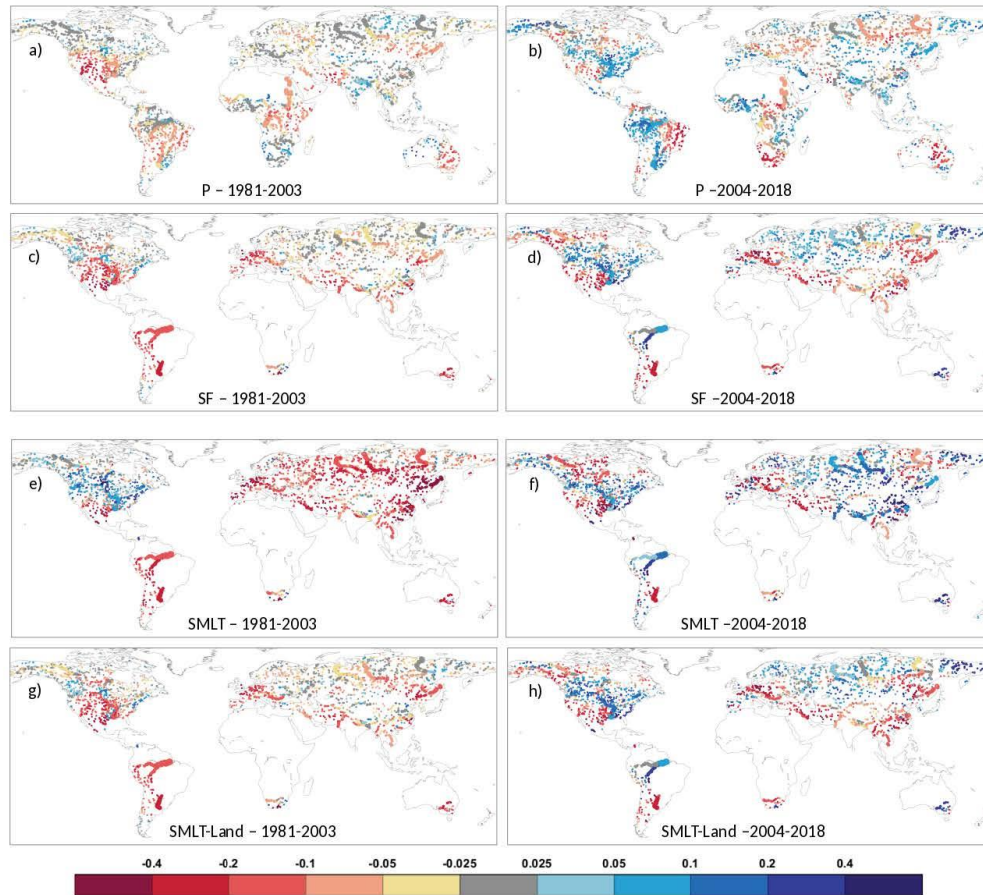 a)
b)
P – 1981-2003
P –2004-2018
c)
d)
SF – 1981-2003
SF –2004-2018
e)
f)
SMLT – 1981-2003
SMLT –2004-2018
g)
h)
SMLT-Land – 1981-2003
SMLT-Land –2004-2018
-0.4 -0.2 -0.1 -0.05 -0.025 0.025 0.05 0.1 0.2 0.4